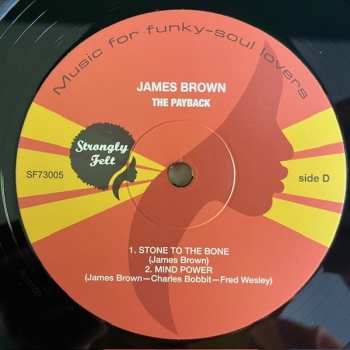 Music for funky-soul lovers
JAMES BROWN
THE PAYBACK
Strongly
Felt
SF73005
side D
1. STONE TO THE BONE
(James Brown)
2. MIND POWER
(James Brown—Charles Bobbit—Fred Wesley)